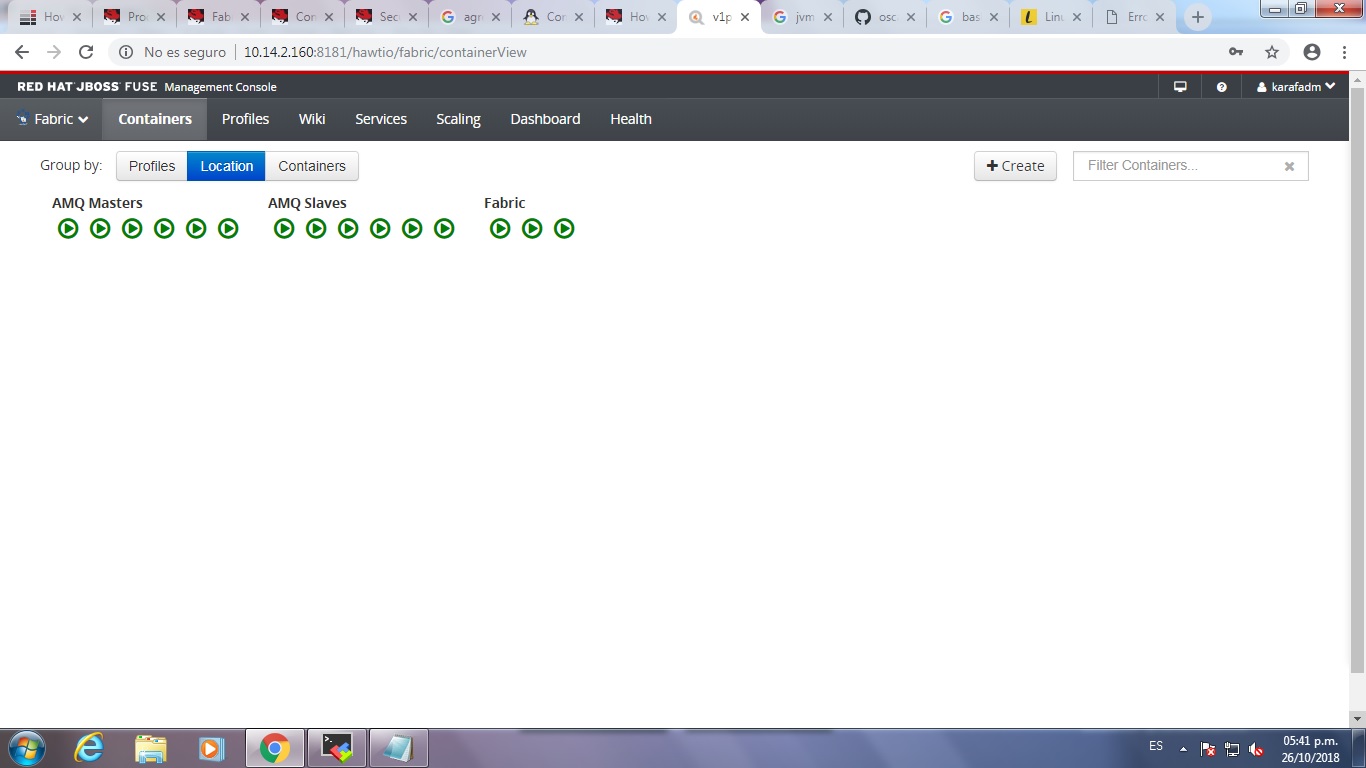 How
Pro
Fab
Con
Sec
agr
Cor
How
v1p
jvm
osc
bas
Linu
Erro
No es seguro
10.14.2.160:8181/hawtio/fabric/containerView
RED HAT JBOSS FUSE Management Console
karafadm
Fabric Containers Profiles Wiki Services Scaling Dashboard Health
Group by: Profiles Location Containers
Create
Filter Containers...
AMQ Masters AMQ Slaves Fabric
ES
05:41 p.m.
26/10/2018